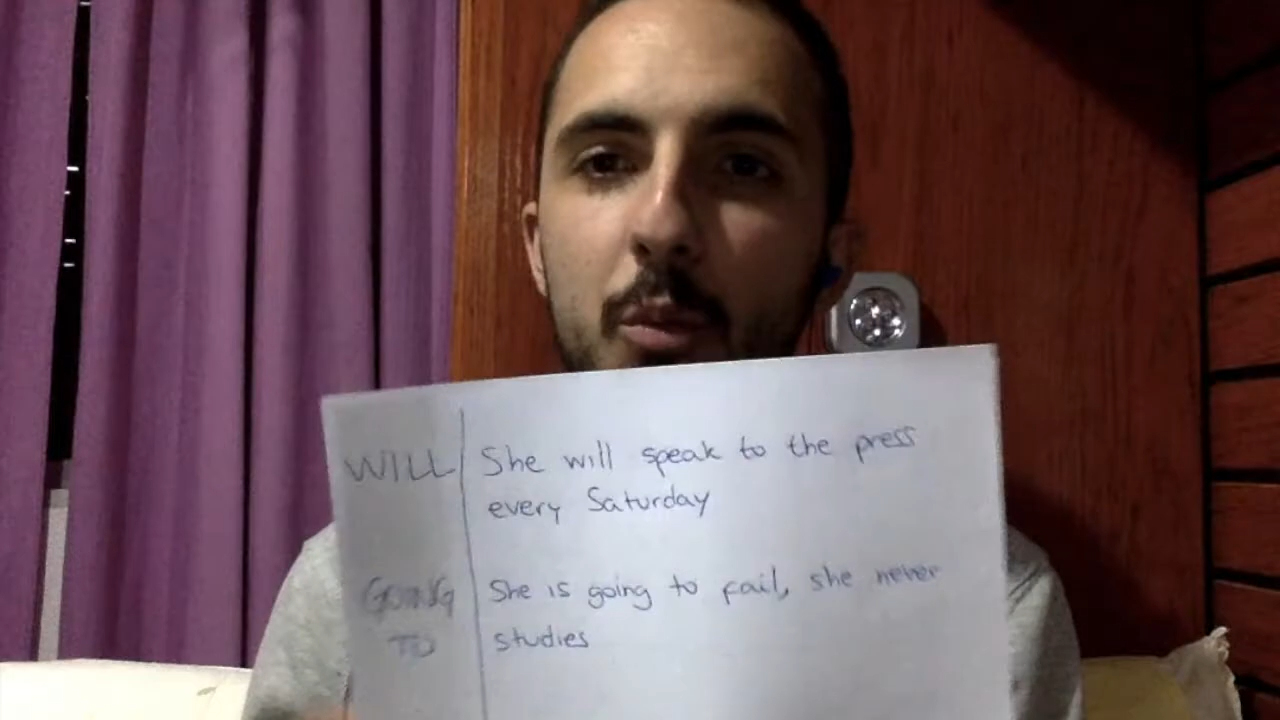 WILL She will speak to the press
every Saturday
GOING She is going to fail, she never
TO studies